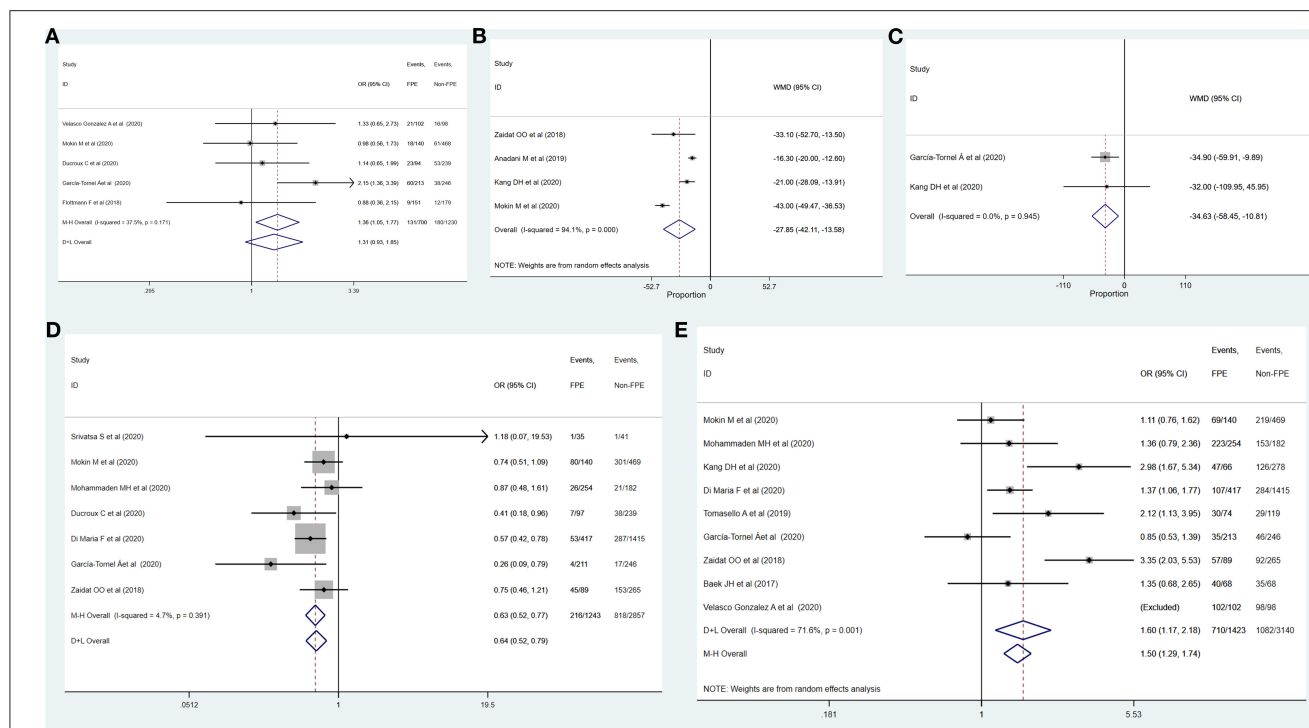 A
Study Events, Events,
ID OR (95% CI) FPE Non-FPE
Velasco Gonzalez A et al (2020) 1.33 (0.65, 2.73) 21/102 16/98
Mokin M et al (2020) 0.98 (0.56, 1.73) 18/140 61/468
Ducroux C et al (2020) 1.14 (0.65, 1.99) 23/94 53/239
García-Tornel Áet al (2020) 2.15 (1.36, 3.39) 60/213 38/246
Flottmann F et al (2018) 0.88 (0.36, 2.15) 9/151 12/179
M-H Overall (I-squared = 37.5%, p = 0.171) 1.36 (1.05, 1.77) 131/700 180/1230
D+L Overall 1.31 (0.93, 1.85)
.295 1 3.39
B
Study
ID WMD (95% CI)
Zaidat OO et al (2018) -33.10 (-52.70, -13.50)
Anadani M et al (2019) -16.30 (-20.00, -12.60)
Kang DH et al (2020) -21.00 (-28.09, -13.91)
Mokin M et al (2020) -43.00 (-49.47, -36.53)
Overall (I-squared = 94.1%, p = 0.000) -27.85 (-42.11, -13.58)
NOTE: Weights are from random effects analysis
-52.7 0 52.7
Proportion
C
Study
ID WMD (95% CI)
García-Tornel Á et al (2020) -34.90 (-59.91, -9.89)
Kang DH et al (2020) -32.00 (-109.95, 45.95)
Overall (I-squared = 0.0%, p = 0.945) -34.63 (-58.45, -10.81)
-110 0 110
Proportion
D
Study Events, Events,
ID OR (95% CI) FPE Non-FPE
Srivatsa S et al (2020) 1.18 (0.07, 19.53) 1/35 1/41
Mokin M et al (2020) 0.74 (0.51, 1.09) 80/140 301/469
Mohammaden MH et al (2020) 0.87 (0.48, 1.61) 26/254 21/182
Ducroux C et al (2020) 0.41 (0.18, 0.96) 7/97 38/239
Di Maria F et al (2020) 0.57 (0.42, 0.78) 53/417 287/1415
García-Tornel Áet al (2020) 0.26 (0.09, 0.79) 4/211 17/246
Zaidat OO et al (2018) 0.75 (0.46, 1.21) 45/89 153/265
M-H Overall (I-squared = 4.7%, p = 0.391) 0.63 (0.52, 0.77) 216/1243 818/2857
D+L Overall 0.64 (0.52, 0.79)
.0512 1 19.5
E
Study Events, Events,
ID OR (95% CI) FPE Non-FPE
Mokin M et al (2020) 1.11 (0.76, 1.62) 69/140 219/469
Mohammaden MH et al (2020) 1.36 (0.79, 2.36) 223/254 153/182
Kang DH et al (2020) 2.98 (1.67, 5.34) 47/66 126/278
Di Maria F et al (2020) 1.37 (1.06, 1.77) 107/417 284/1415
Tomasello A et al (2019) 2.12 (1.13, 3.95) 30/74 29/119
García-Tornel Áet al (2020) 0.85 (0.53, 1.39) 35/213 46/246
Zaidat OO et al (2018) 3.35 (2.03, 5.53) 57/89 92/265
Baek JH et al (2017) 1.35 (0.68, 2.65) 40/68 35/68
Velasco Gonzalez A et al (2020) (Excluded) 102/102 98/98
D+L Overall (I-squared = 71.6%, p = 0.001) 1.60 (1.17, 2.18) 710/1423 1082/3140
M-H Overall 1.50 (1.29, 1.74)
NOTE: Weights are from random effects analysis
.181 1 5.53